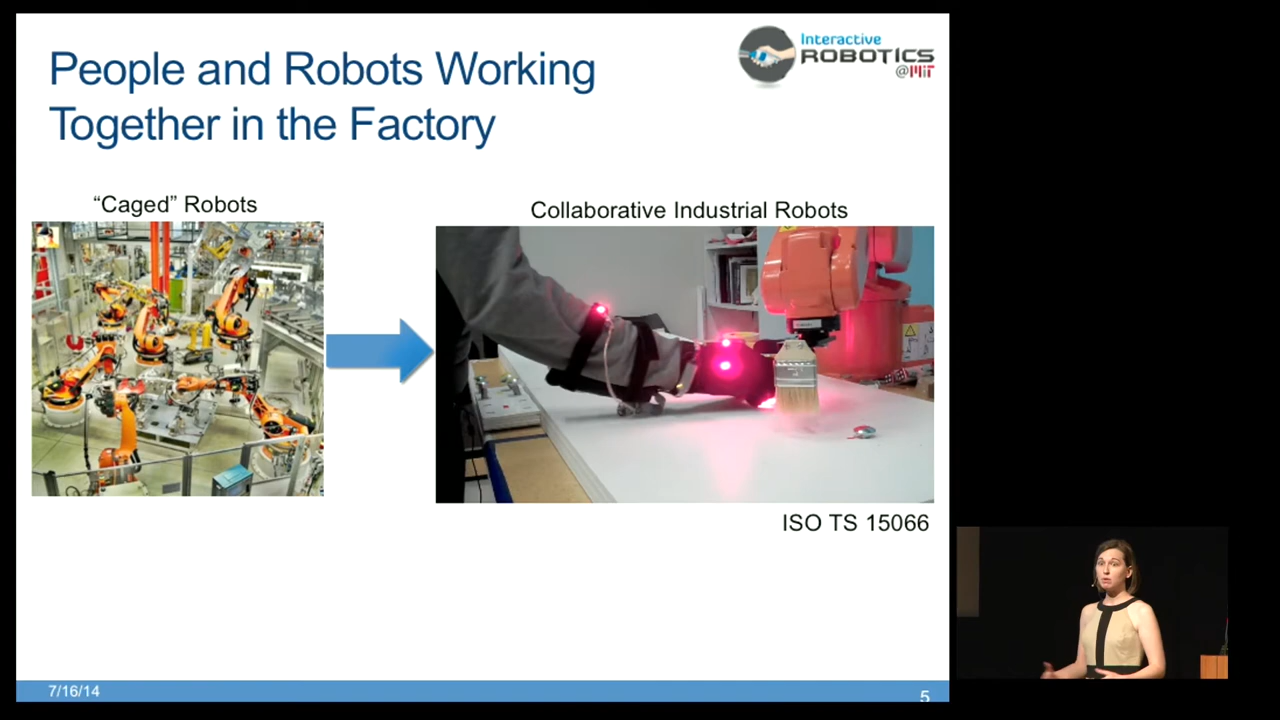 People and Robots Working
Together in the Factory
Interactive
ROBOTICS
@MIT
“Caged” Robots
Collaborative Industrial Robots
ISO TS 15066
7/16/14
5